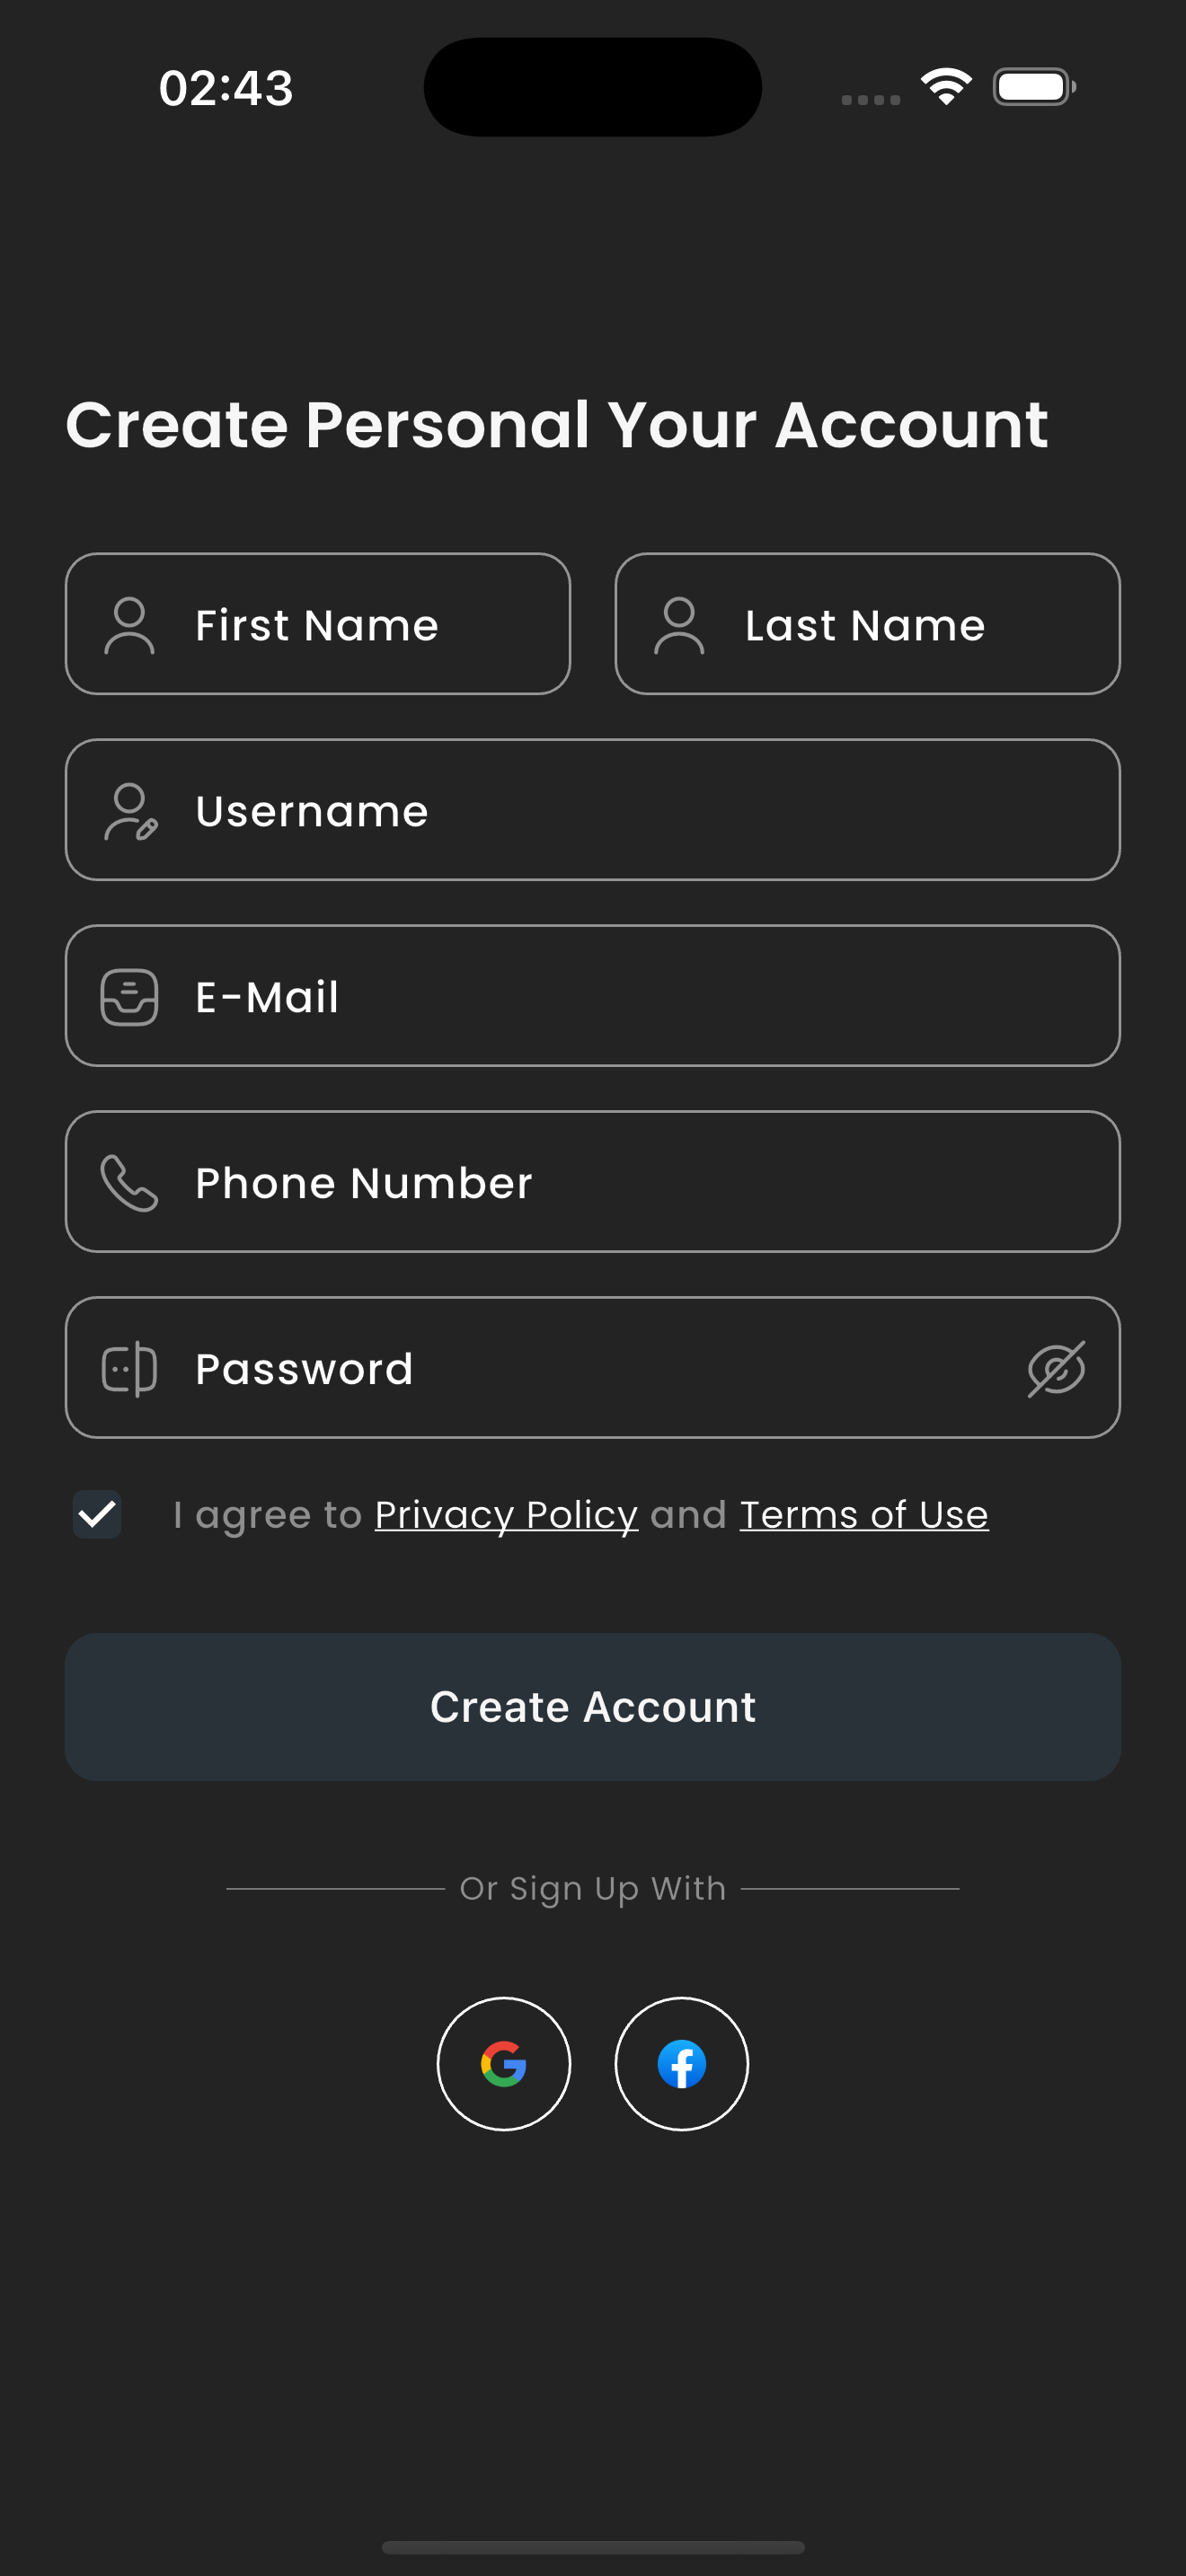 02:43
Create Personal Your Account
First Name
Last Name
Username
E-Mail
Phone Number
Password
I agree to Privacy Policy and Terms of Use
Create Account
Or Sign Up With